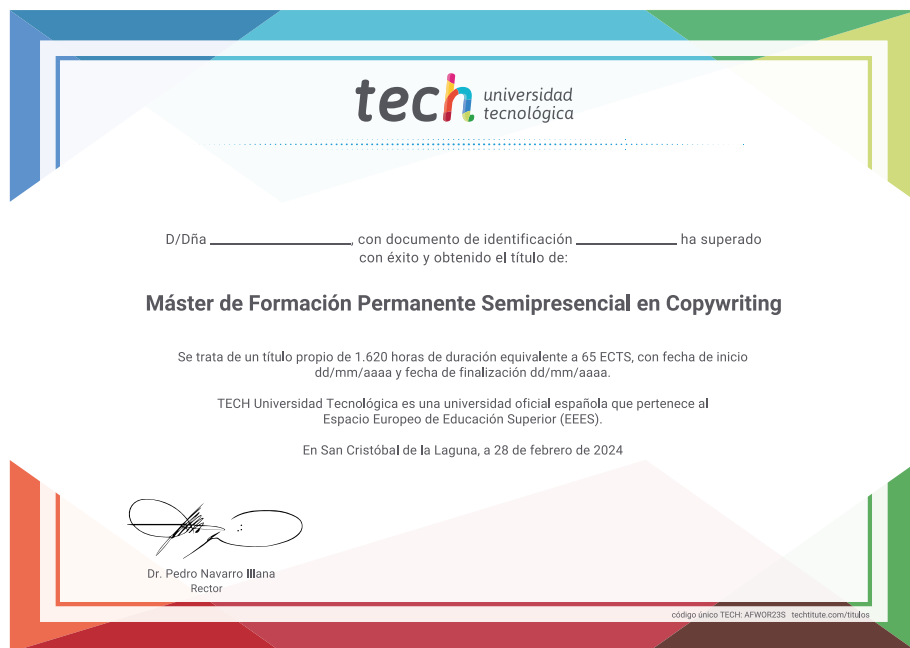 tech universidad
tecnológica
D/Dña ______________, con documento de identificación __________ ha superado
con éxito y obtenido el título de:
Máster de Formación Permanente Semipresencial en Copywriting
Se trata de un título propio de 1.620 horas de duración equivalente a 65 ECTS, con fecha de inicio
dd/mm/aaaa y fecha de finalización dd/mm/aaaa.
TECH Universidad Tecnológica es una universidad oficial española que pertenece al
Espacio Europeo de Educación Superior (EEES).
En San Cristóbal de la Laguna, a 28 de febrero de 2024
Dr. Pedro Navarro Illana
Rector
código único TECH: AFWOR23S techtitute.com/titulos